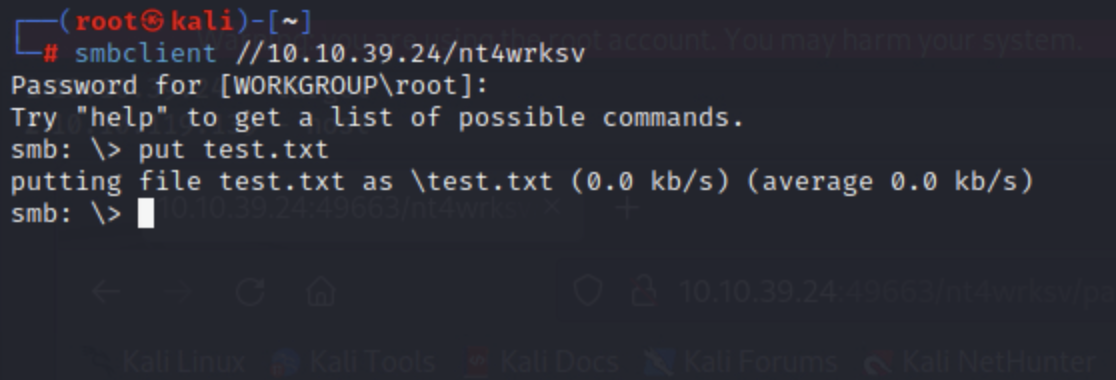 ┌──(root㉿kali)-[~]
└─# smbclient //10.10.39.24/nt4wrksv
Password for [WORKGROUP\root]:
Try "help" to get a list of possible commands.
smb: \> put test.txt
putting file test.txt as \test.txt (0.0 kb/s) (average 0.0 kb/s)
smb: \>
you are using the root account. You may harm your system.
10.10.39.24:49663/nt4wrksv × +
10.10.39.24:49663/nt4wrksv/pa
Kali Linux Kali Tools Kali Docs Kali Forums Kali NetHunter